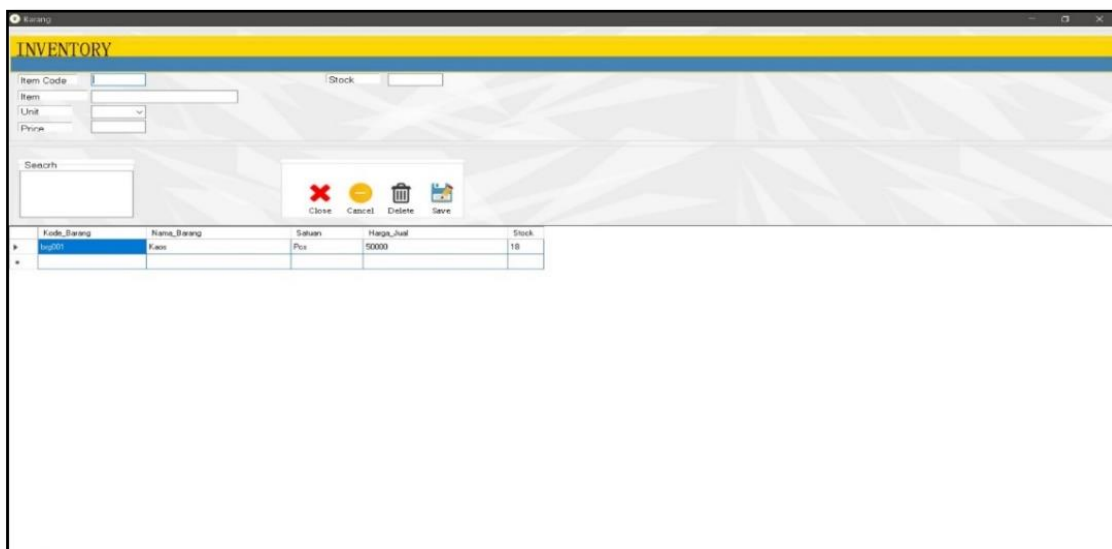 Barang
INVENTORY
Item Code
Stock
Item
Unit
Price
Seacrh
Close Cancel Delete Save
Kode_Barang Nama_Barang Satuan Harga_Jual Stock
brg001 Kaos Pcs 50000 18